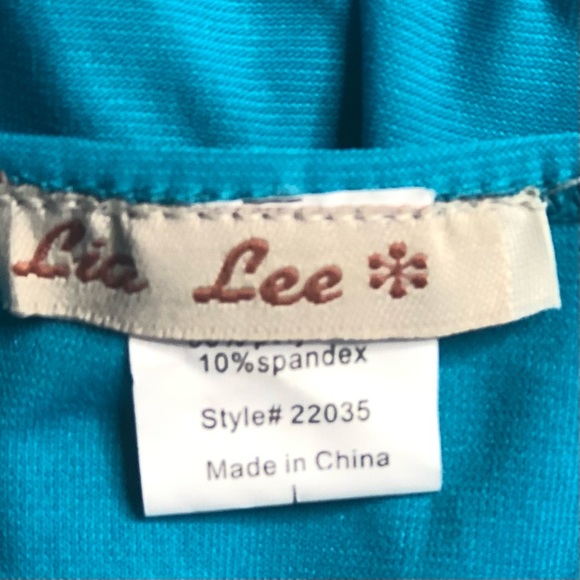 Lia Lee
10%spandex
Style# 22035
Made in China